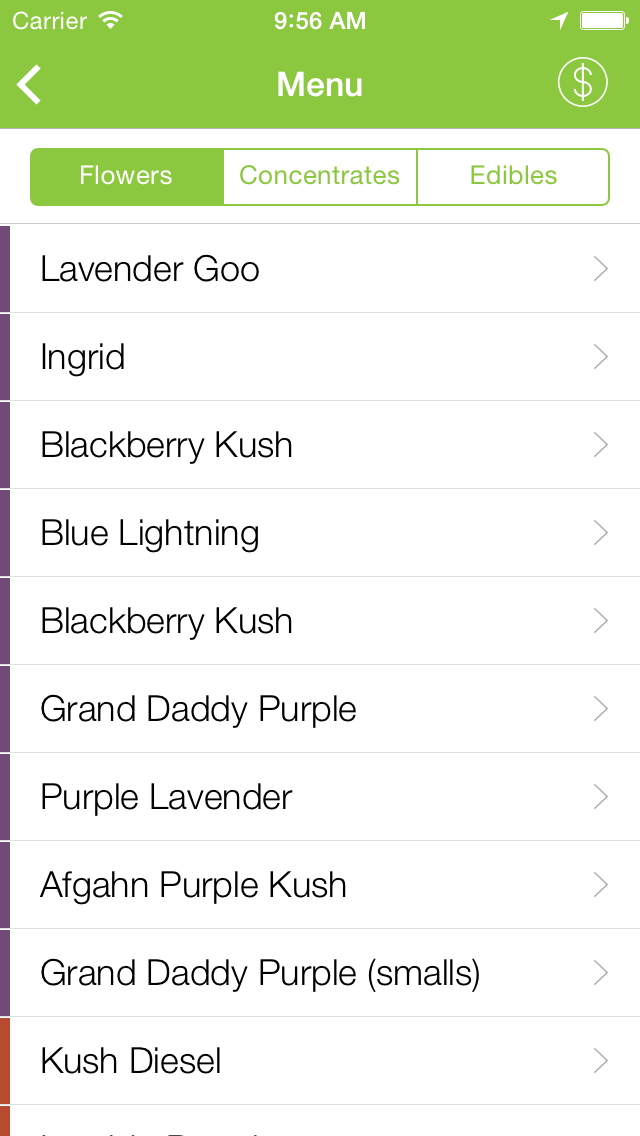 Carrier 9:56 AM
Menu
$
Flowers Concentrates Edibles
Lavender Goo
Ingrid
Blackberry Kush
Blue Lightning
Blackberry Kush
Grand Daddy Purple
Purple Lavender
Afgahn Purple Kush
Grand Daddy Purple (smalls)
Kush Diesel